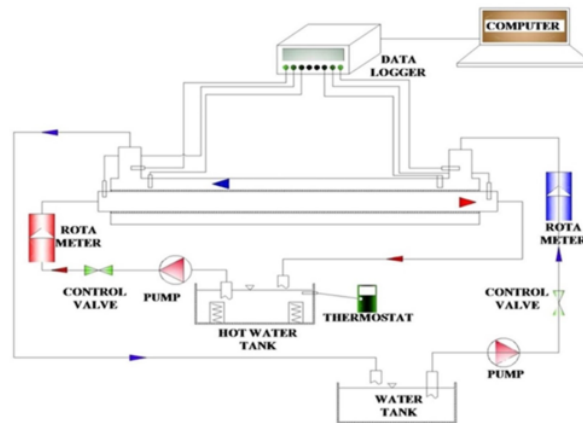 COMPUTER
DATA
LOGGER
ROTA
METER
ROTA
METER
CONTROL
VALVE
PUMP
THERMOSTAT
HOT WATER
TANK
CONTROL
VALVE
PUMP
WATER
TANK